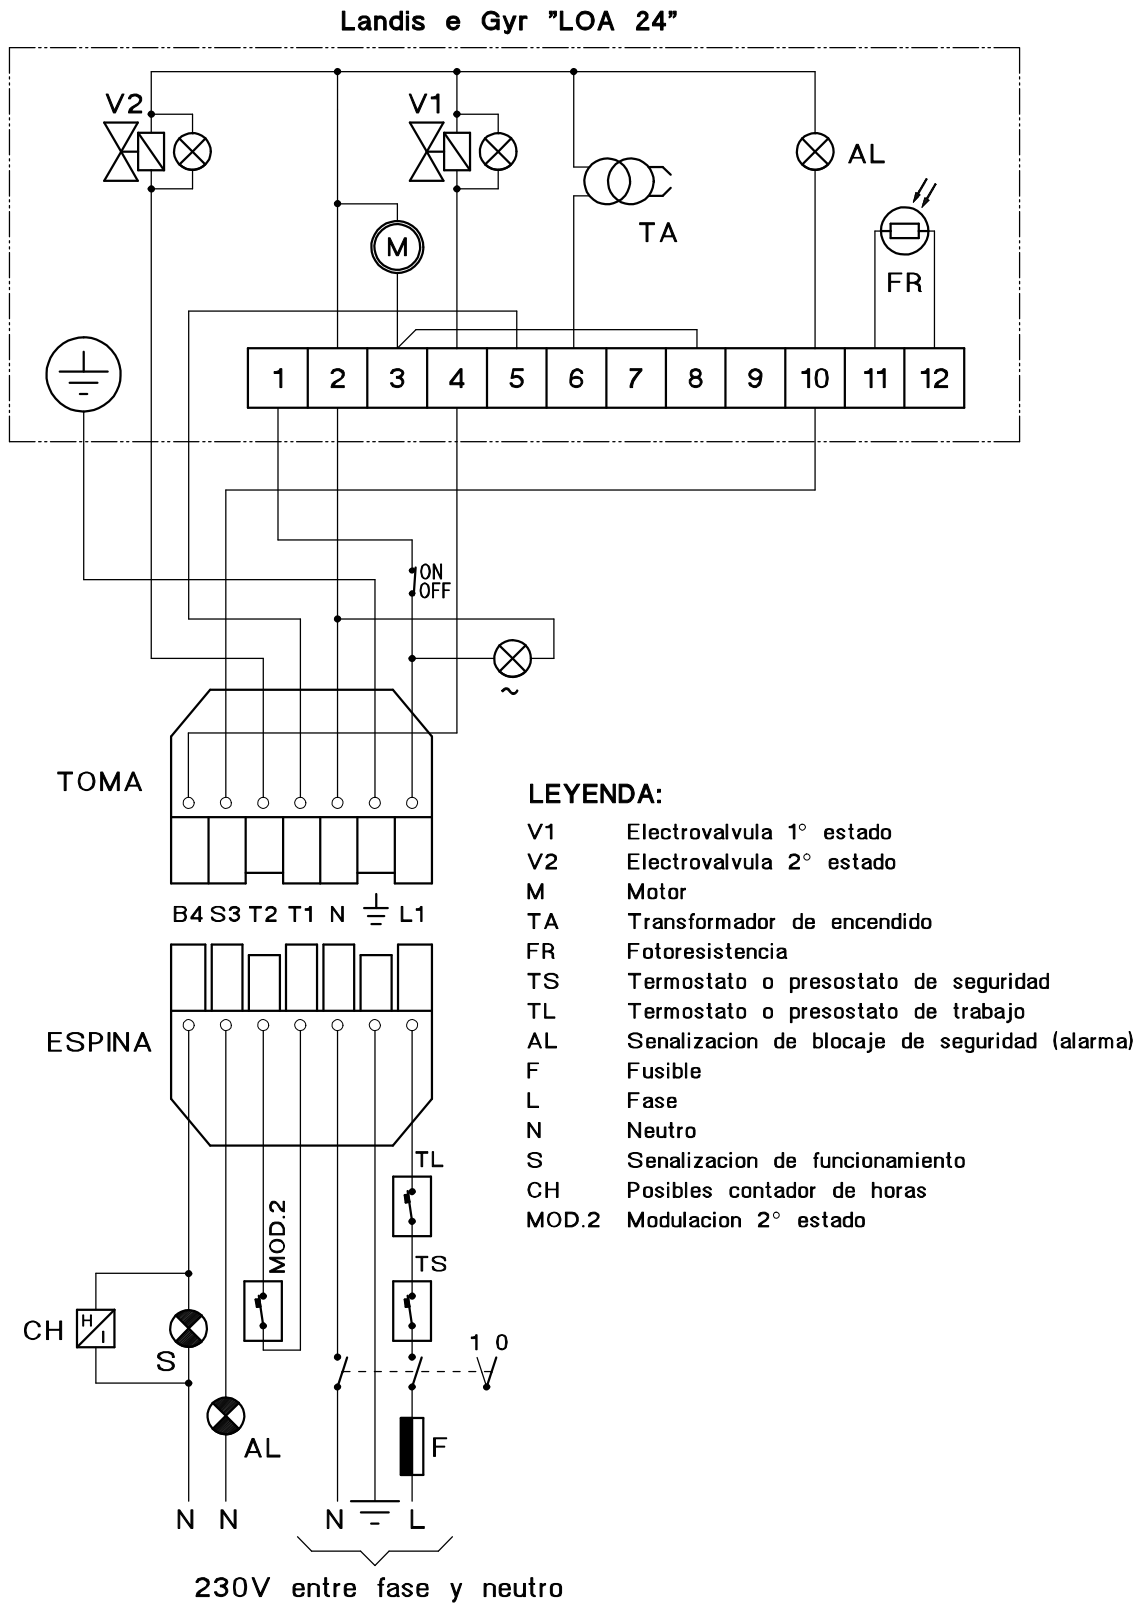 Landis e Gyr "LOA 24"
V2
V1
AL
TA
M
FR
1 2 3 4 5 6 7 8 9 10 11 12
ON
OFF
~
TOMA
B4 S3 T2 T1 N L1
ESPINA
LEYENDA:
V1 Electrovalvula 1° estado
V2 Electrovalvula 2° estado
M Motor
TA Transformador de encendido
FR Fotoresistencia
TS Termostato o presostato de seguridad
TL Termostato o presostato de trabajo
AL Senalizacion de blocaje de seguridad (alarma)
F Fusible
L Fase
N Neutro
S Senalizacion de funcionamiento
CH Posibles contador de horas
MOD.2 Modulacion 2° estado
TL
MOD.2
TS
CH
H
I
S
1 0
AL
F
N N N L
230V entre fase y neutro